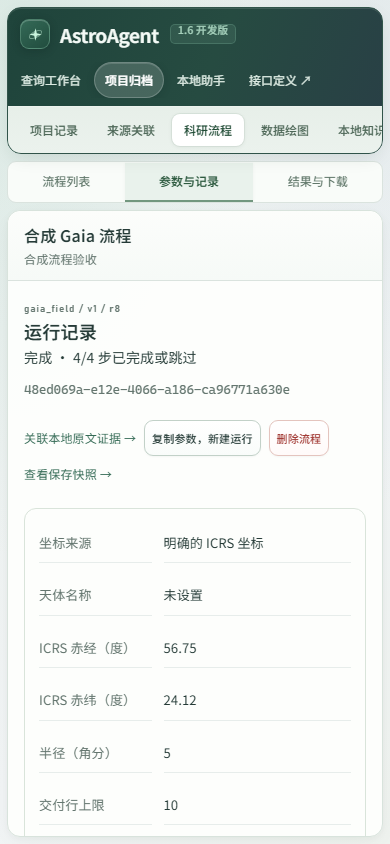 AstroAgent 1.6 开发版
查询工作台 项目归档 本地助手 接口定义 ↗
项目记录 来源关联 科研流程 数据绘图 本地知识
流程列表 参数与记录 结果与下载
合成 Gaia 流程
合成流程验收
gaia_field / v1 / r8
运行记录
完成 · 4/4 步已完成或跳过
48ed069a-e12e-4066-a186-ca96771a630e
关联本地原文证据 → 复制参数，新建运行 删除流程
查看保存快照 →
坐标来源 明确的 ICRS 坐标
天体名称 未设置
ICRS 赤经（度） 56.75
ICRS 赤纬（度） 24.12
半径（角分） 5
交付行上限 10